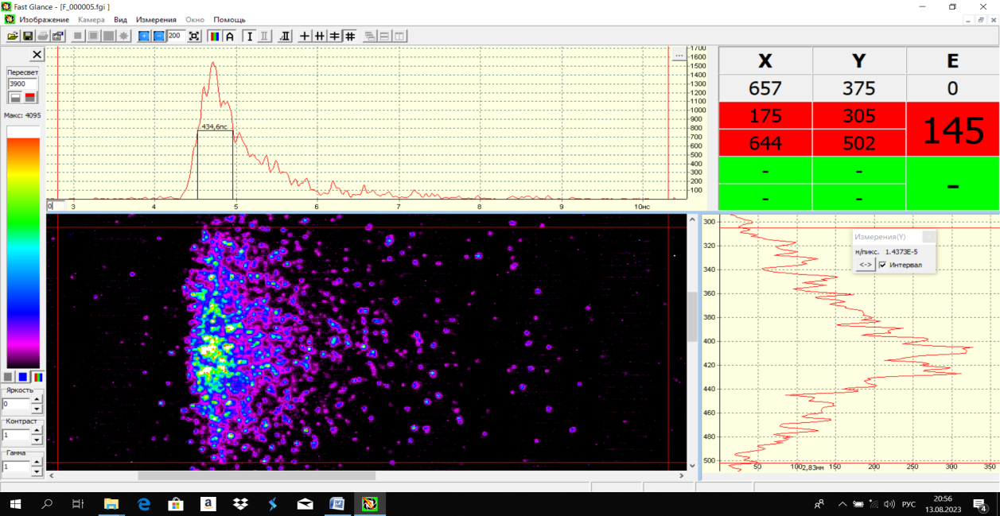 Fast Glance - [F_000005.fgi ]
Изображение Камера Вид Измерения Окно Помощь
200
Пересвет
3900
Макс: 4095
Яркость
0
Контраст
1
Гамма
1
434,6пс
1700
1600
1500
1400
1300
1200
1100
1000
900
800
700
600
500
400
300
200
100
0 3 4 5 6 7 8 9 10нс
X Y E
657 375 0
175 305 145
644 502
- - -
- -
300
320
340
360
380
400
420
440
460
480
500
Измерения(Y)
н/пикс. 1.4373E-5
<-> Интервал
50 100 2,83мм 150 200 250 300 350
РУС
20:56
13.08.2023
4